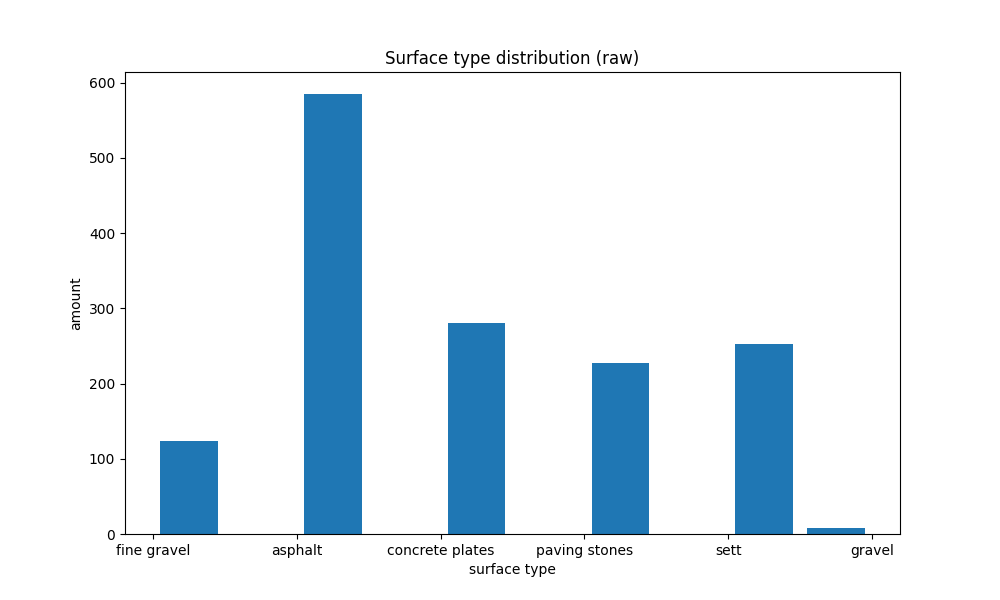 Surface type distribution (raw)
600
500
400
300
200
100
0
amount
fine gravel asphalt concrete plates paving stones sett gravel
surface type